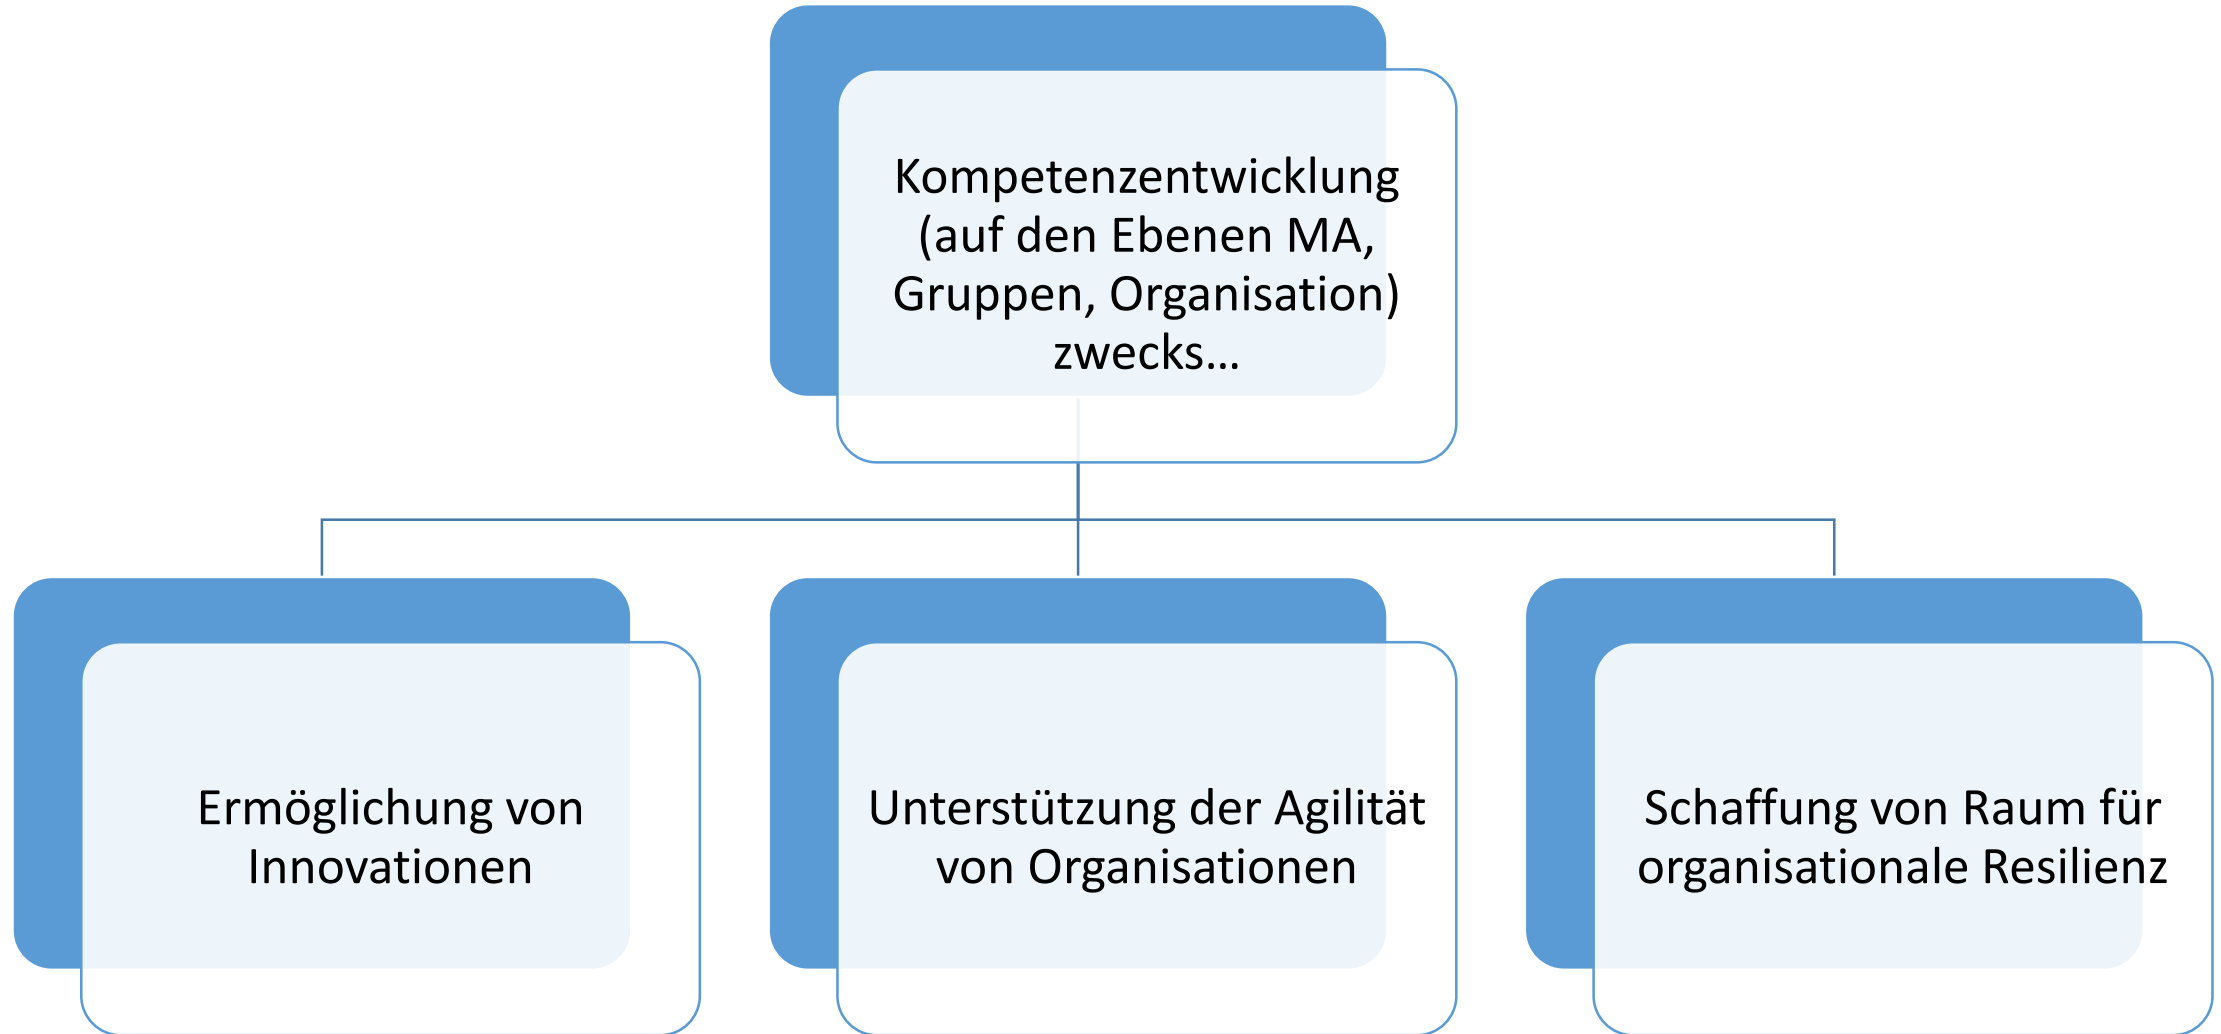 Kompetenzentwicklung
(auf den Ebenen MA,
Gruppen, Organisation)
zwecks…
Ermöglichung von
Innovationen
Unterstützung der Agilität
von Organisationen
Schaffung von Raum für
organisationale Resilienz